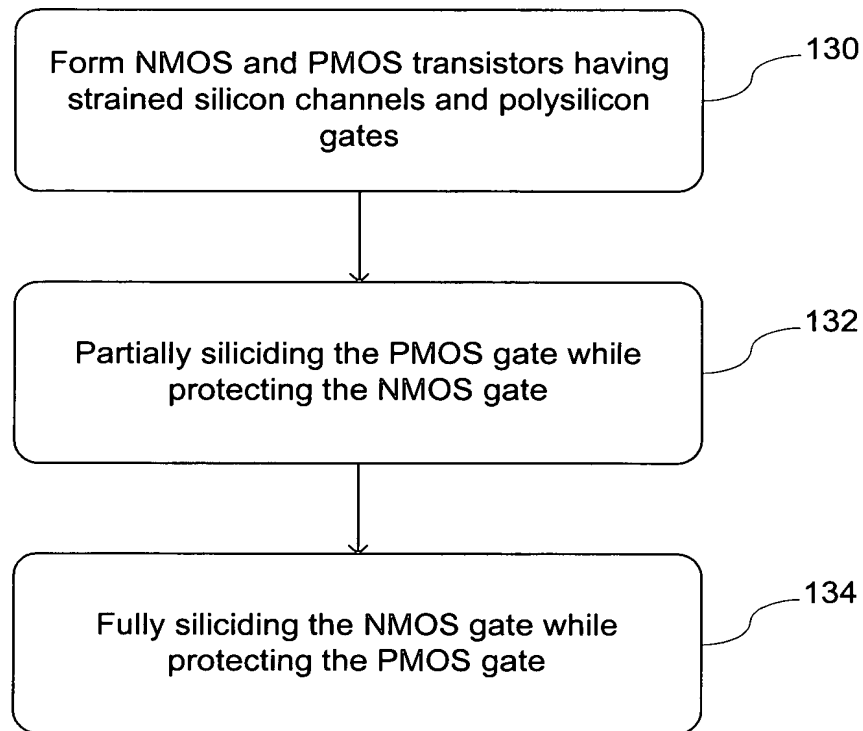 Form NMOS and PMOS transistors having
strained silicon channels and polysilicon
gates
130
Partially siliciding the PMOS gate while
protecting the NMOS gate
132
Fully siliciding the NMOS gate while
protecting the PMOS gate
134